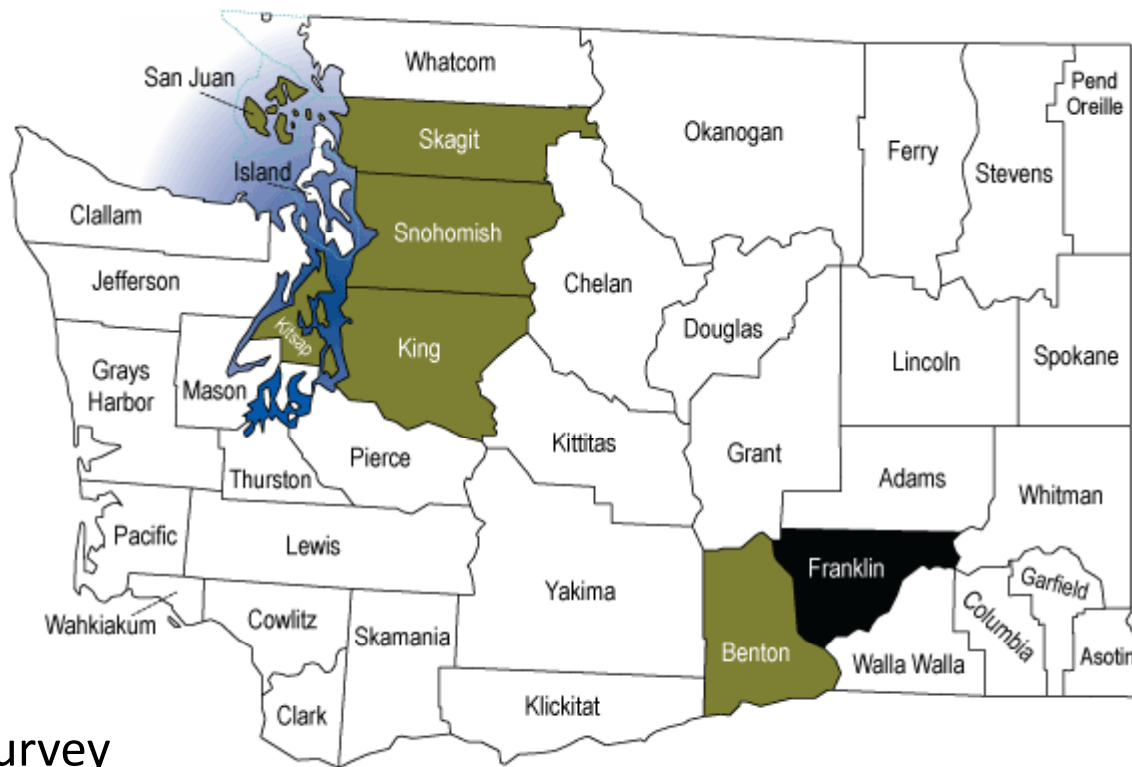 Whatcom
San Juan
Pend
Oreille
Okanogan
Skagit
Ferry
Island
Stevens
Clallam
Snohomish
Jefferson
Chelan
Douglas
Kitsap
King
Lincoln
Spokane
Grays
Harbor
Mason
Kittitas
Grant
Pierce
Thurston
Adams
Whitman
Pacific
Lewis
Franklin
Yakima
Garfield
Wahkiakum
Cowlitz
Skamania
Columbia
Benton
Walla Walla
Asotin
Klickitat
Clark
urvey